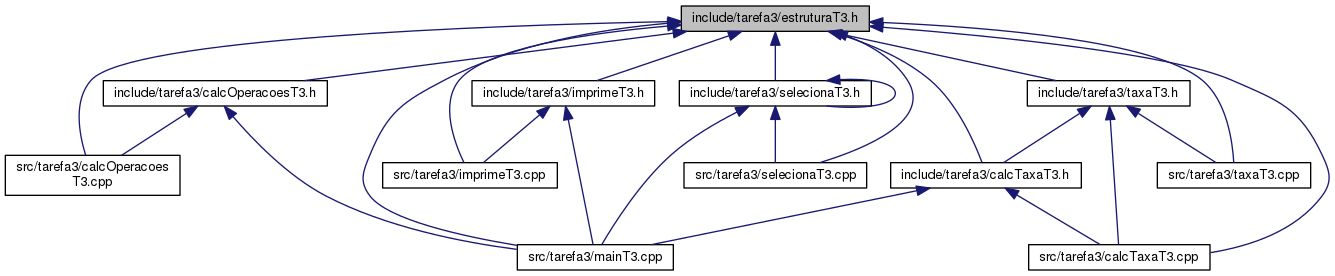 include/tarefa3/estruturaT3.h
include/tarefa3/calcOperacoesT3.h
include/tarefa3/imprimeT3.h
include/tarefa3/selecionaT3.h
include/tarefa3/taxaT3.h
src/tarefa3/calcOperacoes
T3.cpp
src/tarefa3/imprimeT3.cpp
src/tarefa3/selecionaT3.cpp
include/tarefa3/calcTaxaT3.h
src/tarefa3/taxaT3.cpp
src/tarefa3/mainT3.cpp
src/tarefa3/calcTaxaT3.cpp